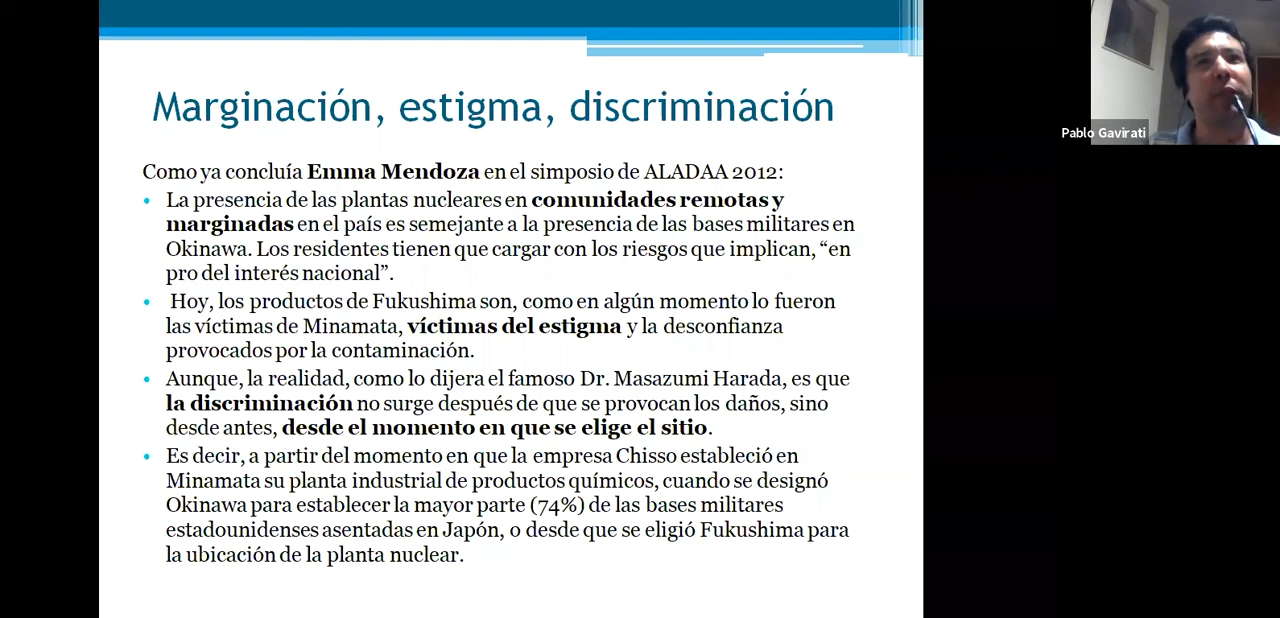 Marginación, estigma, discriminación
Pablo Gavirati
Como ya concluía Emma Mendoza en el simposio de ALADAA 2012:
• La presencia de las plantas nucleares en comunidades remotas y
marginadas en el país es semejante a la presencia de las bases militares en
Okinawa. Los residentes tienen que cargar con los riesgos que implican, “en
pro del interés nacional”.
• Hoy, los productos de Fukushima son, como en algún momento lo fueron
las víctimas de Minamata, víctimas del estigma y la desconfianza
provocados por la contaminación.
• Aunque, la realidad, como lo dijera el famoso Dr. Masazumi Harada, es que
la discriminación no surge después de que se provocan los daños, sino
desde antes, desde el momento en que se elige el sitio.
• Es decir, a partir del momento en que la empresa Chisso estableció en
Minamata su planta industrial de productos químicos, cuando se designó
Okinawa para establecer la mayor parte (74%) de las bases militares
estadounidenses asentadas en Japón, o desde que se eligió Fukushima para
la ubicación de la planta nuclear.